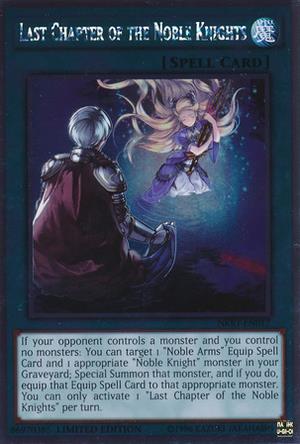 Last Chapter of the Noble Knights
Spell Card
If your opponent controls a monster and you control
no monsters: You can target 1 "Noble Arms" Equip Spell
Card and 1 appropriate "Noble Knight" monster in your
Graveyard; Special Summon that monster, and if you do, equip
that Equip Spell Card to that appropriate monster.
You can only activate 1 "Last Chapter of the Noble
Knights" per turn.
LIMITED EDITION
©1996 KAZUKI TAKAHASHI